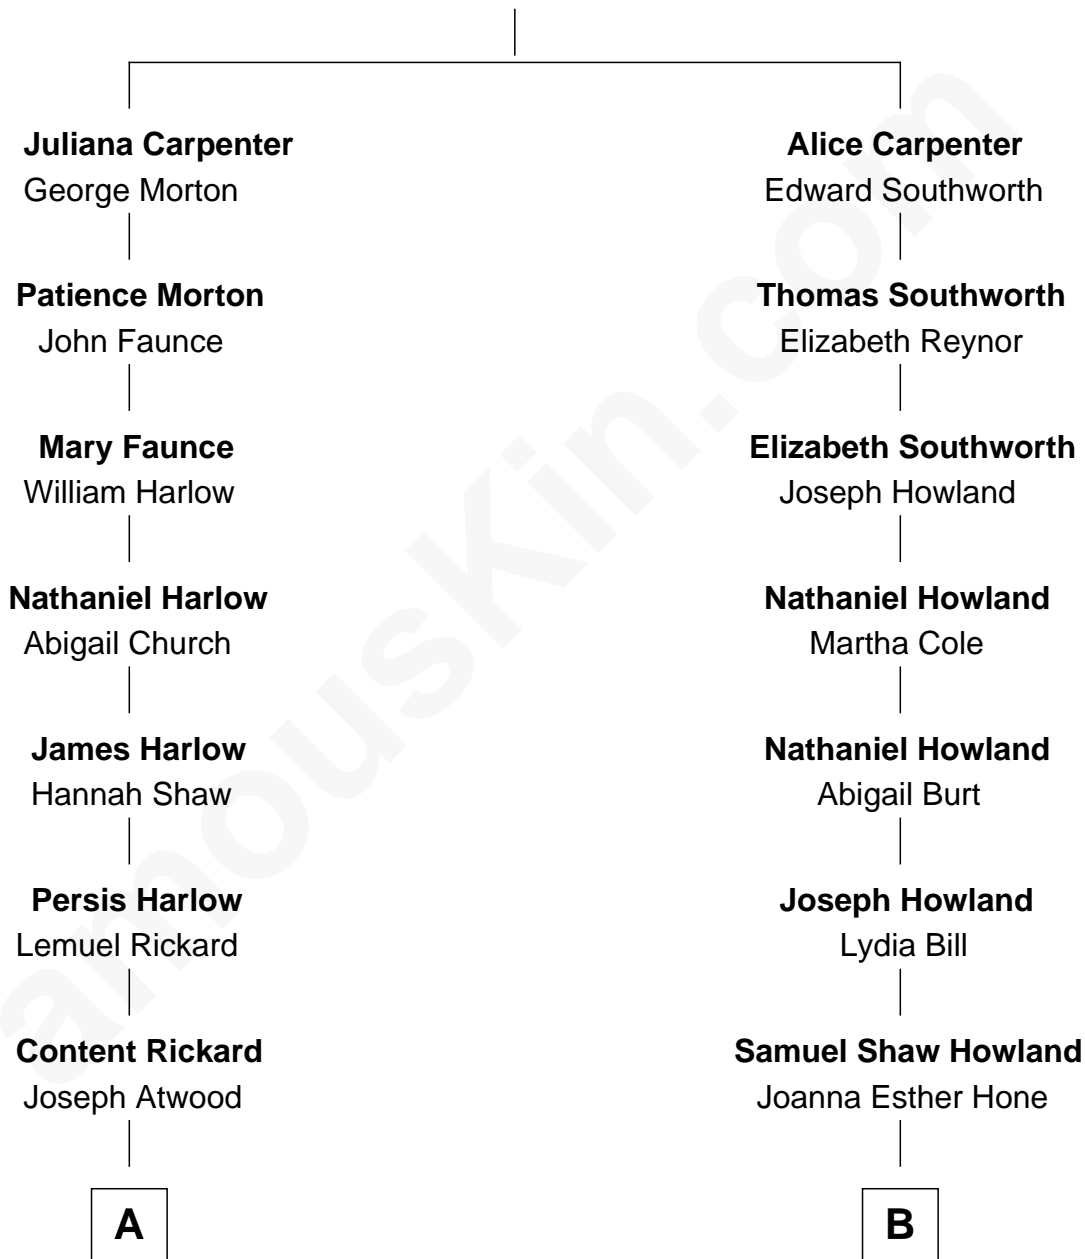 Juliana Carpenter
George Morton
Patience Morton
John Faunce
Mary Faunce
William Harlow
Nathaniel Harlow
Abigail Church
James Harlow
Hannah Shaw
Persis Harlow
Lemuel Rickard
Content Rickard
Joseph Atwood
A
Alice Carpenter
Edward Southworth
Thomas Southworth
Elizabeth Reynor
Elizabeth Southworth
Joseph Howland
Nathaniel Howland
Martha Cole
Nathaniel Howland
Abigail Burt
Joseph Howland
Lydia Bill
Samuel Shaw Howland
Joanna Esther Hone
B
amousKin.com